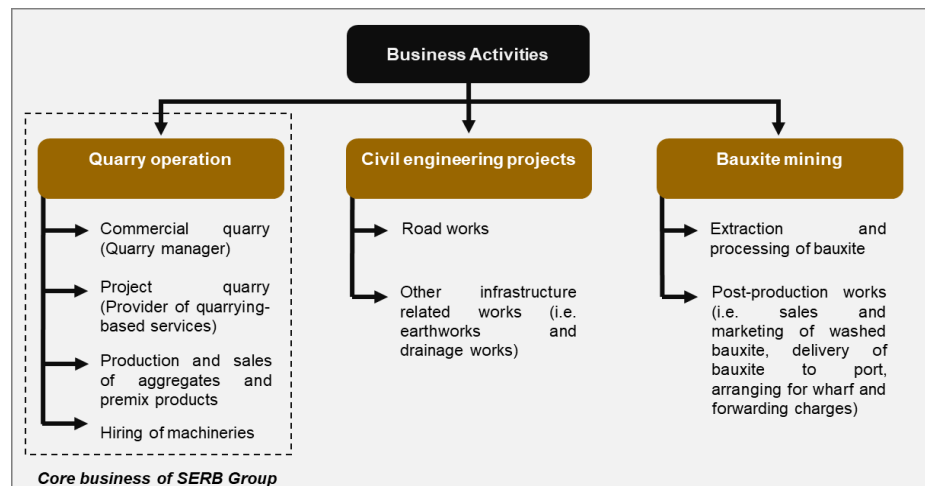 Business Activities
Quarry operation
Commercial quarry
(Quarry manager)
Project quarry
(Provider of quarrying-
based services)
Production and sales
of aggregates and
premix products
Hiring of machineries
Core business of SERB Group
Civil engineering projects
Road works
Other infrastructure
related works (i.e.
earthworks and
drainage works)
Bauxite mining
Extraction and
processing of bauxite
Post-production works
(i.e. sales and
marketing of washed
bauxite, delivery of
bauxite to port,
arranging for wharf and
forwarding charges)